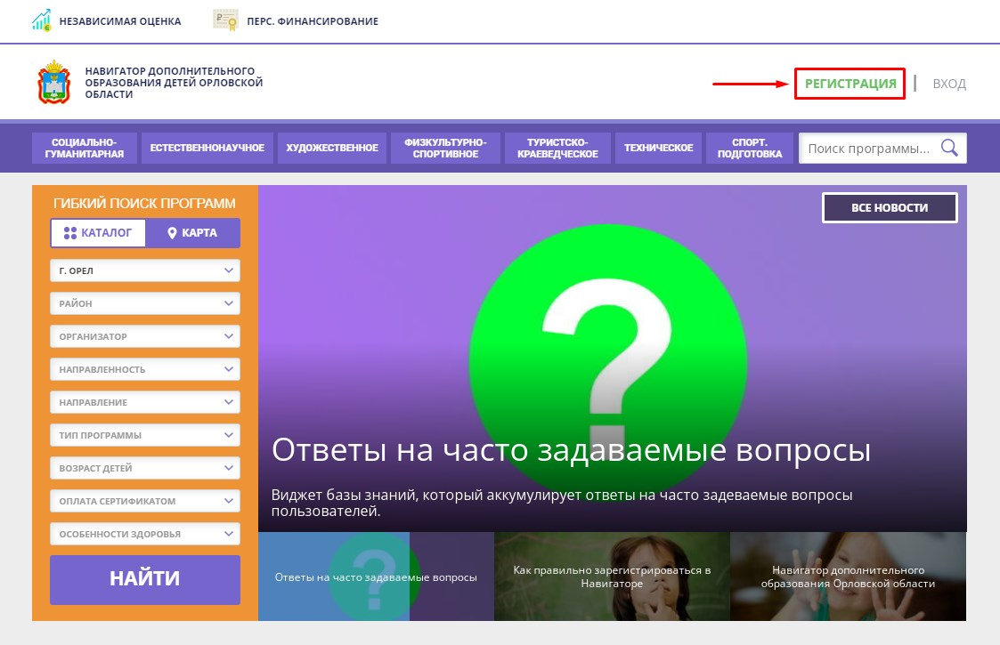 НЕЗАВИСИМАЯ ОЦЕНКА
ПЕРС. ФИНАНСИРОВАНИЕ
НАВИГАТОР ДОПОЛНИТЕЛЬНОГО
ОБРАЗОВАНИЯ ДЕТЕЙ ОРЛОВСКОЙ
ОБЛАСТИ
РЕГИСТРАЦИЯ
ВХОД
СОЦИАЛЬНО-
ГУМАНИТАРНАЯ
ЕСТЕСТВЕННОНАУЧНОЕ
ХУДОЖЕСТВЕННОЕ
ФИЗКУЛЬТУРНО-
СПОРТИВНОЕ
ТУРИСТСКО-
КРАЕВЕДЧЕСКОЕ
ТЕХНИЧЕСКОЕ
СПОРТ.
ПОДГОТОВКА
Поиск программы...
ГИБКИЙ ПОИСК ПРОГРАММ
КАТАЛОГ
КАРТА
Г. ОРЕЛ
РАЙОН
ОРГАНИЗАТОР
НАПРАВЛЕННОСТЬ
НАПРАВЛЕНИЕ
ТИП ПРОГРАММЫ
ВОЗРАСТ ДЕТЕЙ
ОПЛАТА СЕРТИФИКАТОМ
ОСОБЕННОСТИ ЗДОРОВЬЯ
НАЙТИ
ВСЕ НОВОСТИ
?
Ответы на часто задаваемые вопросы
Виджет базы знаний, который аккумулирует ответы на часто задеваемые вопросы
пользователей.
Ответы на часто задаваемые вопросы
Как правильно зарегистрироваться в
Навигаторе
Навигатор дополнительного
образования Орловской области